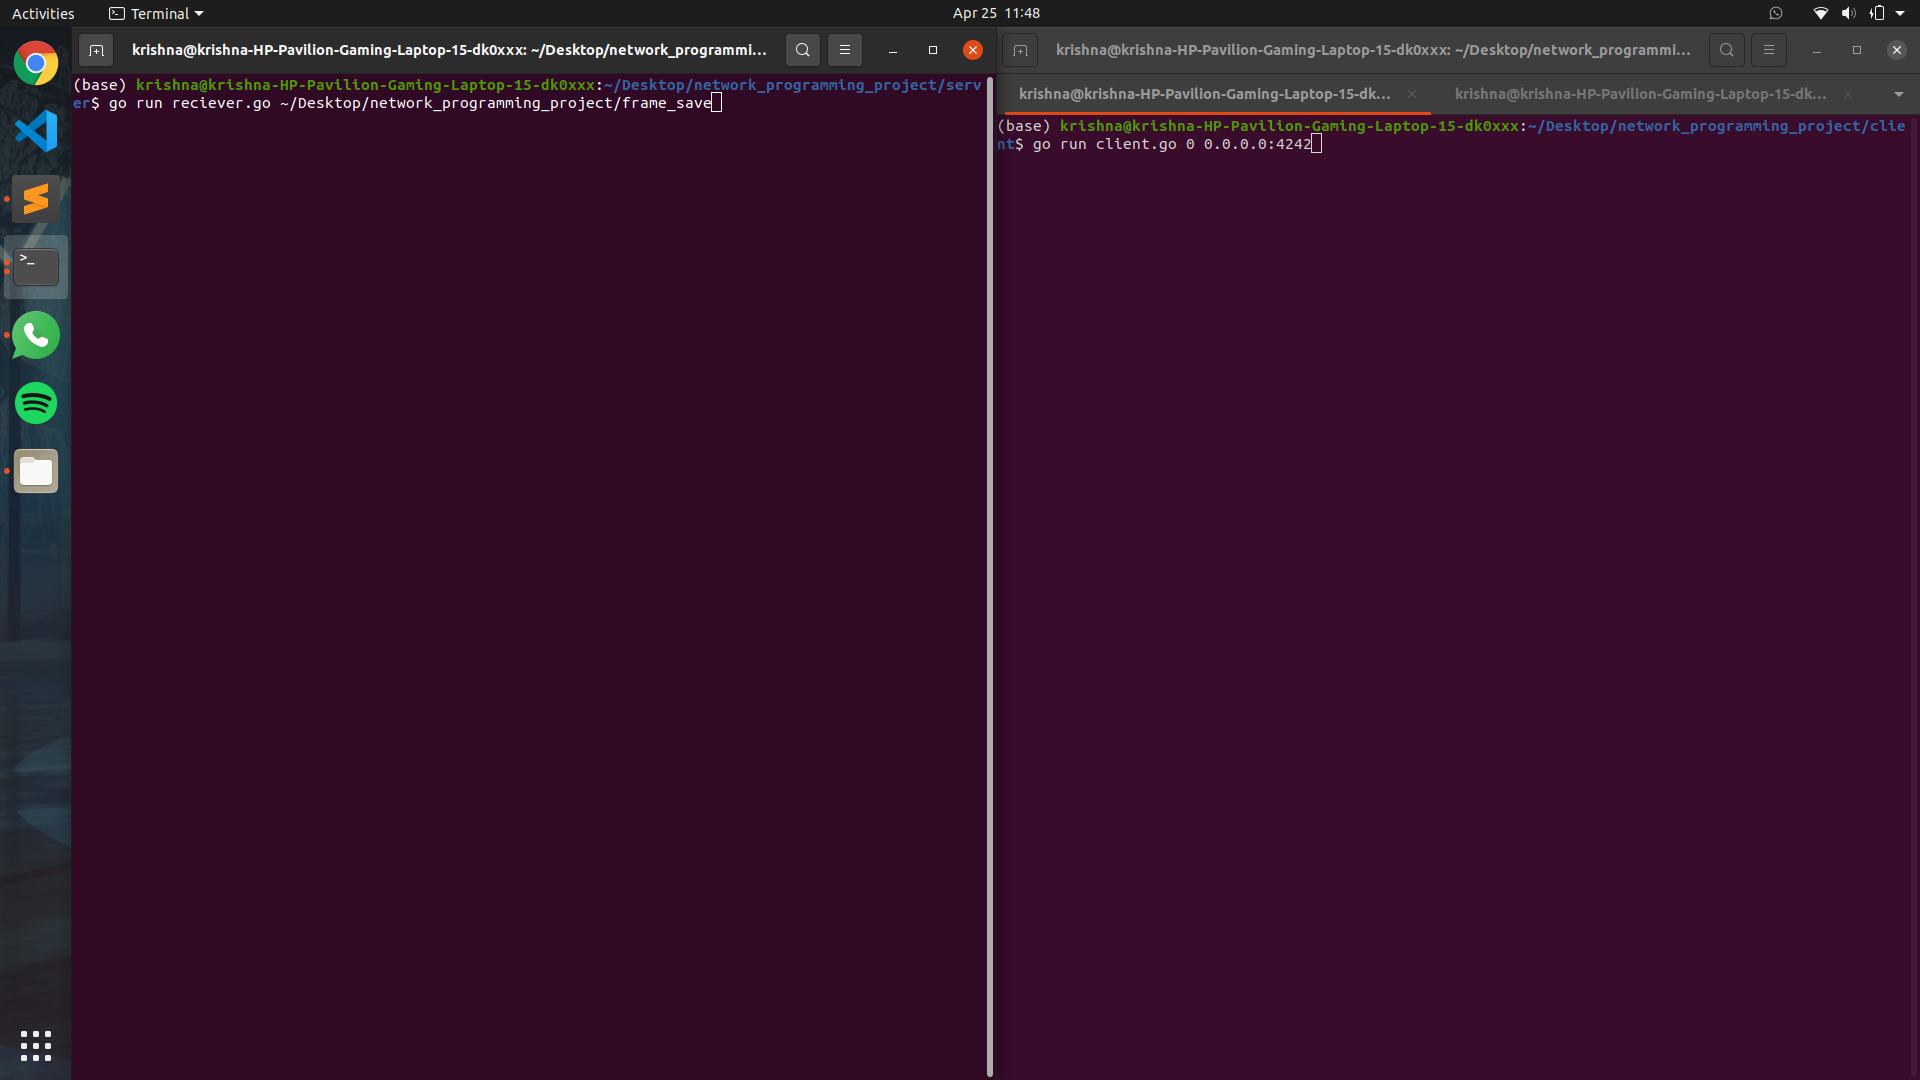 Activities
Terminal
Apr 25 11:48
krishna@krishna-HP-Pavilion-Gaming-Laptop-15-dk0xxx: ~/Desktop/network_programmi...
(base) krishna@krishna-HP-Pavilion-Gaming-Laptop-15-dk0xxx:~/Desktop/network_programming_project/serv
er$ go run reciever.go ~/Desktop/network_programming_project/frame_save
krishna@krishna-HP-Pavilion-Gaming-Laptop-15-dk0xxx: ~/Desktop/network_programmi...
krishna@krishna-HP-Pavilion-Gaming-Laptop-15-dk...
krishna@krishna-HP-Pavilion-Gaming-Laptop-15-dk...
(base) krishna@krishna-HP-Pavilion-Gaming-Laptop-15-dk0xxx:~/Desktop/network_programming_project/clie
nt$ go run client.go 0 0.0.0.0:4242